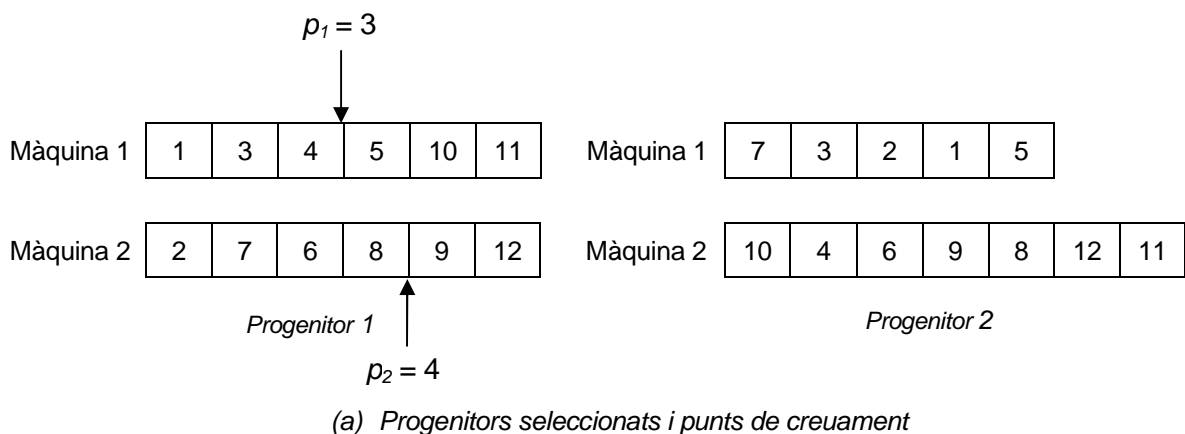 p1 = 3
Màquina 1 1 3 4 5 10 11 Màquina 1 7 3 2 1 5
Màquina 2 2 7 6 8 9 12 Màquina 2 10 4 6 9 8 12 11
Progenitor 1 Progenitor 2
p2 = 4
(a) Progenitors seleccionats i punts de creuament